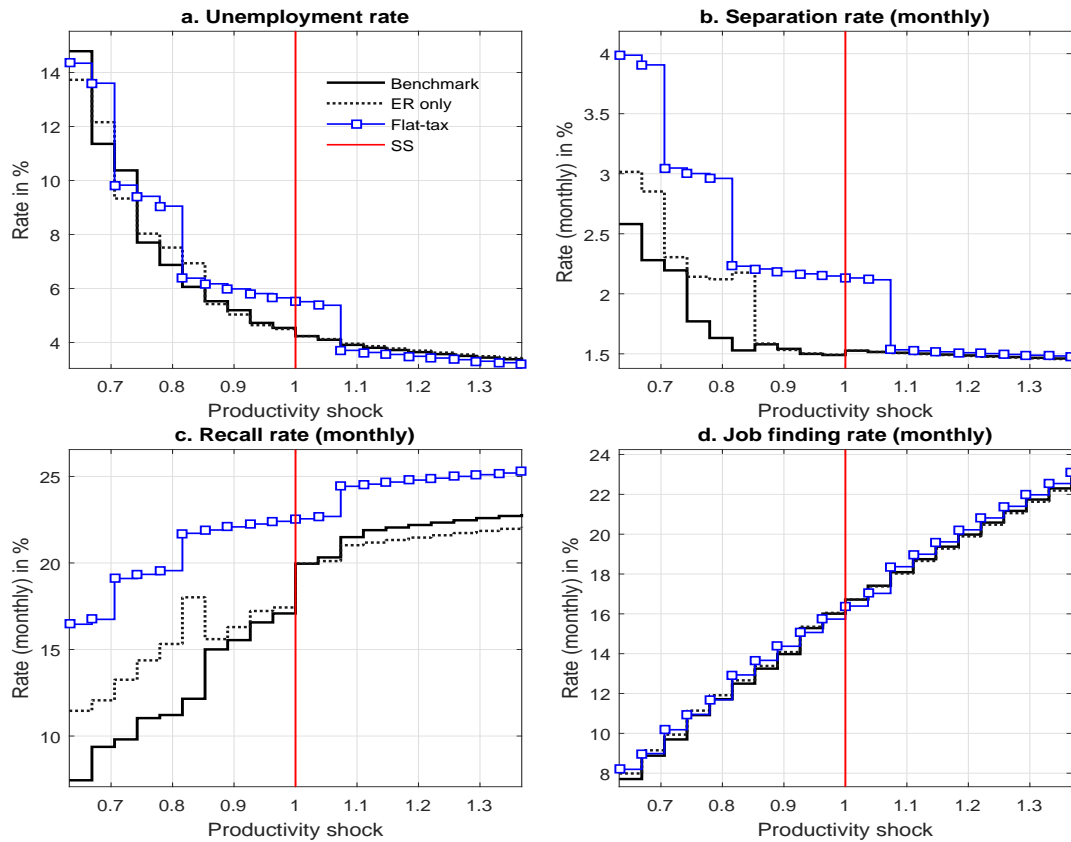 a. Unemployment rate
Rate in %
14
12
10
8
6
4
0.7 0.8 0.9 1 1.1 1.2 1.3
Productivity shock
Benchmark
ER only
Flat-tax
SS
b. Separation rate (monthly)
Rate (monthly) in %
4
3.5
3
2.5
2
1.5
0.7 0.8 0.9 1 1.1 1.2 1.3
Productivity shock
c. Recall rate (monthly)
Rate (monthly) in %
25
20
15
10
0.7 0.8 0.9 1 1.1 1.2 1.3
Productivity shock
d. Job finding rate (monthly)
Rate (monthly) in %
24
22
20
18
16
14
12
10
8
0.7 0.8 0.9 1 1.1 1.2 1.3
Productivity shock